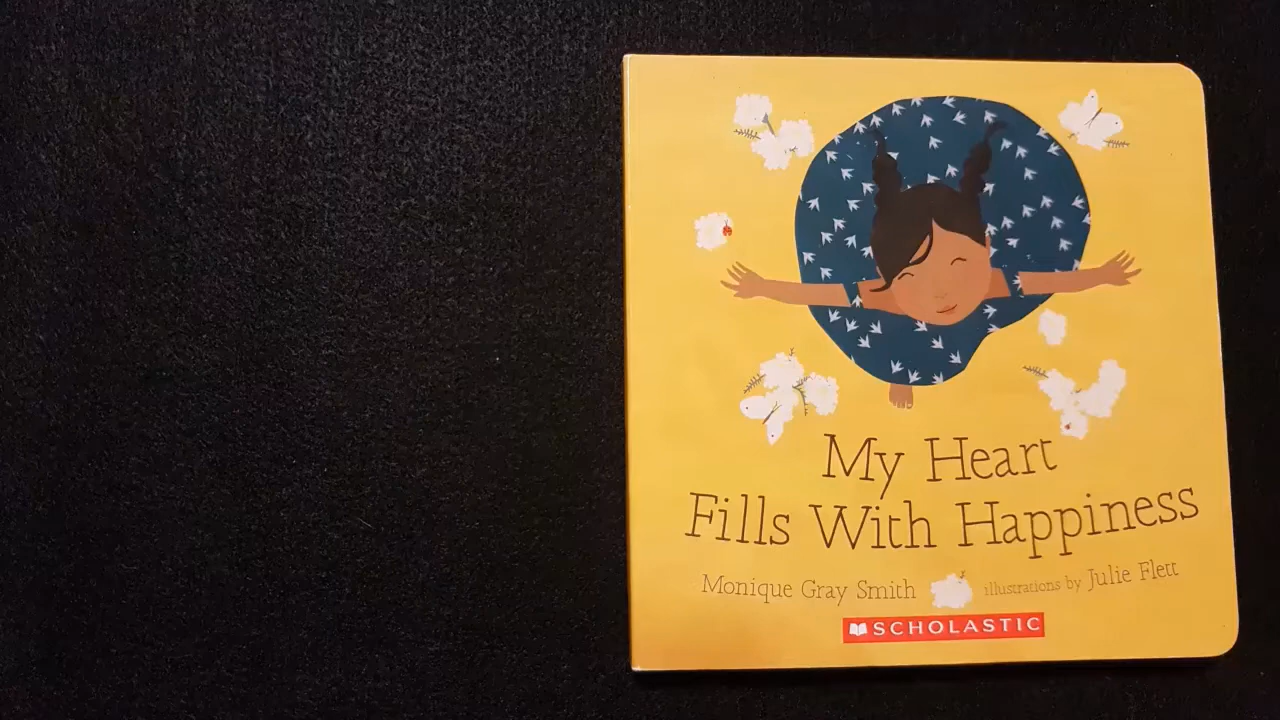 My Heart
Fills With Happiness
Monique Gray Smith illustrations by Julie Flett
SCHOLASTIC